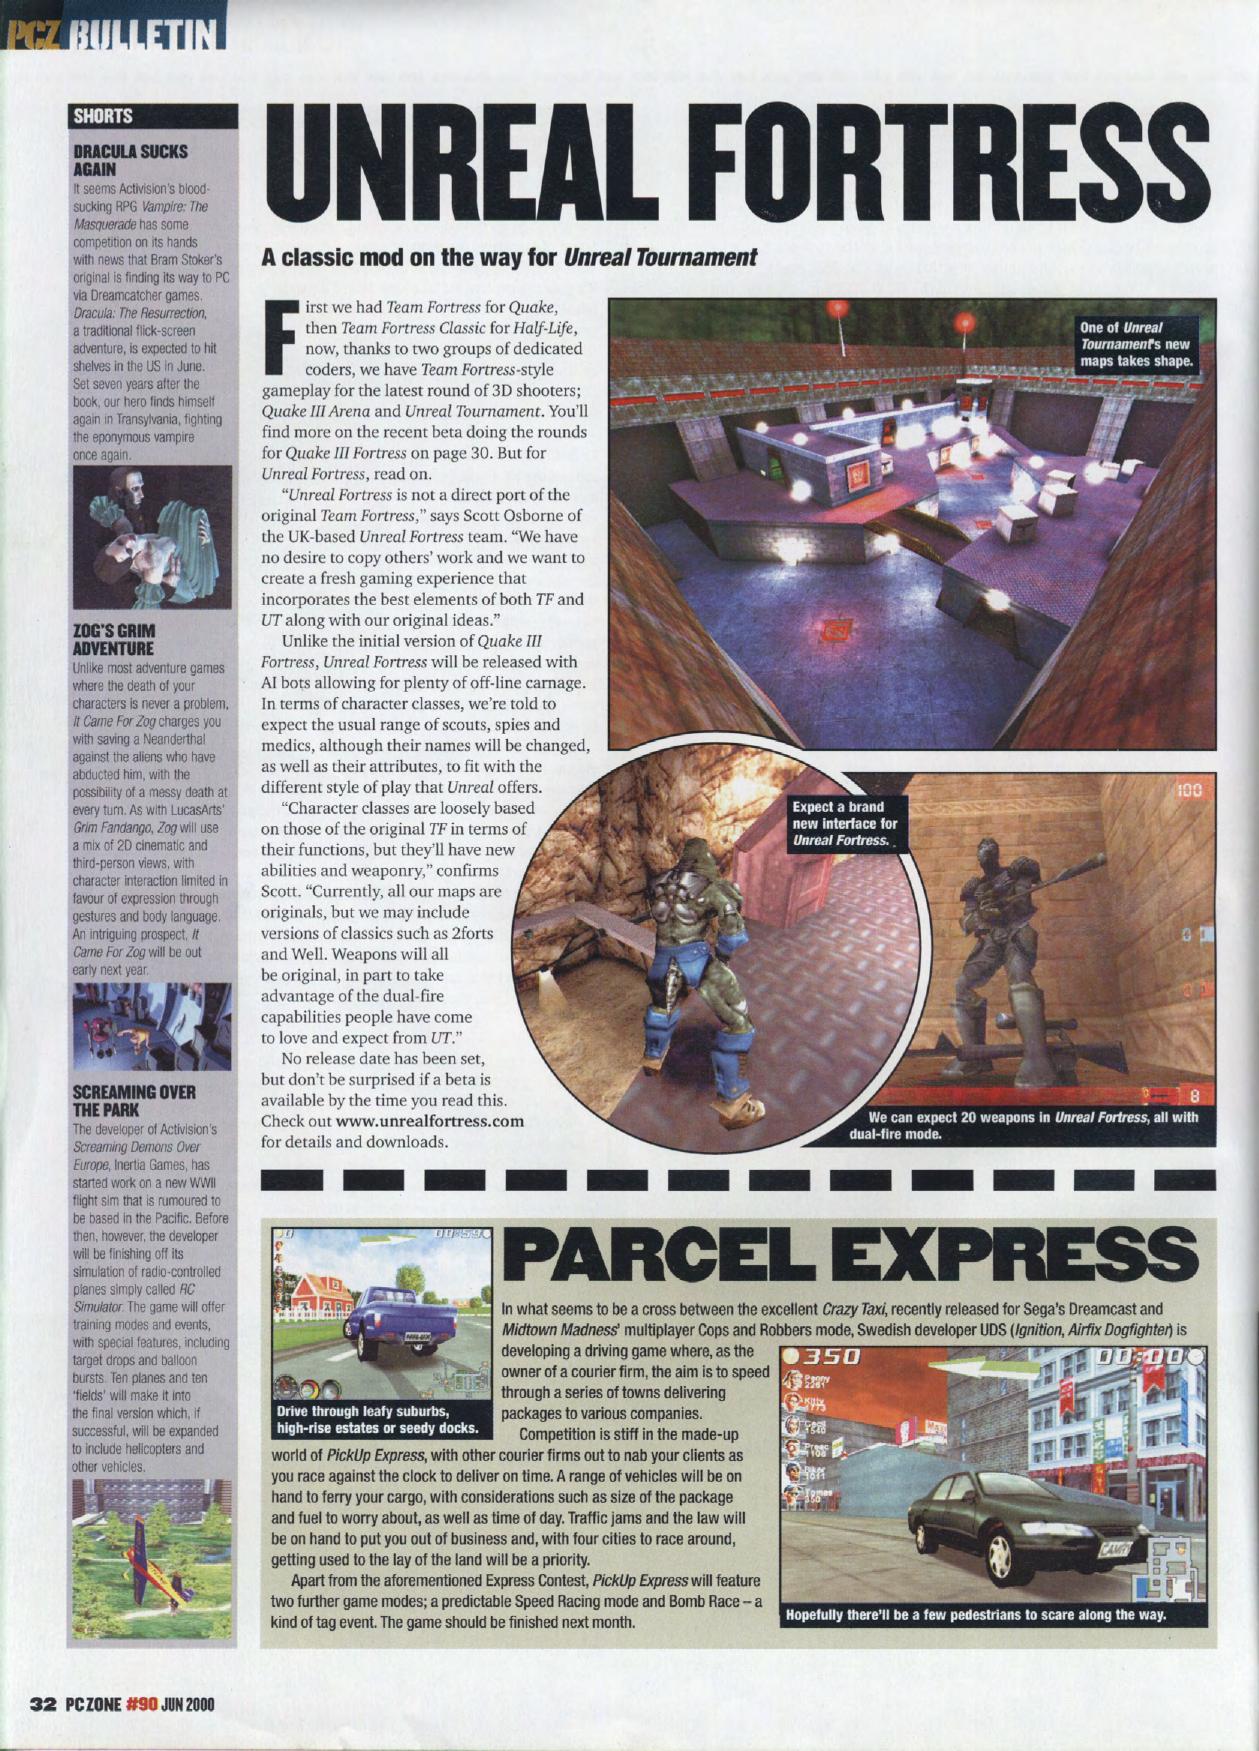 PCZ BULLETIN
SHORTS
DRACULA SUCKS
AGAIN
It seems Activision's blood-
sucking RPG Vampire: The
Masquerade has some
competition on its hands
with news that Bram Stoker's
original is finding its way to PC
via Dreamcatcher games.
Dracula: The Resurrection,
a traditional flick-screen
adventure, is expected to hit
shelves in the US in June.
Set seven years after the
book, our hero finds himself
again in Transylvania, fighting
the eponymous vampire
once again.
ZOG'S GRIM
ADVENTURE
Unlike most adventure games
where the death of your
characters is never a problem,
It Came For Zog charges you
with saving a Neanderthal
against the aliens who have
abducted him, with the
possibility of a messy death at
every turn. As with LucasArts'
Grim Fandango, Zog will use
a mix of 2D cinematic and
third-person views, with
character interaction limited in
favour of expression through
gestures and body language.
An intriguing prospect, It
Came For Zog will be out
early next year.
SCREAMING OVER
THE PARK
The developer of Activision's
Screaming Demons Over
Europe, Inertia Games, has
started work on a new WWII
flight sim that is rumoured to
be based in the Pacific. Before
then, however, the developer
will be finishing off its
simulation of radio-controlled
planes simply called RC
Simulator. The game will offer
training modes and events,
with special features, including
target drops and balloon
bursts. Ten planes and ten
'fields' will make it into
the final version which, if
successful, will be expanded
to include helicopters and
other vehicles.
UNREAL FORTRESS
A classic mod on the way for Unreal Tournament
First we had Team Fortress for Quake,
then Team Fortress Classic for Half-Life,
now, thanks to two groups of dedicated
coders, we have Team Fortress-style
gameplay for the latest round of 3D shooters;
Quake III Arena and Unreal Tournament. You'll
find more on the recent beta doing the rounds
for Quake III Fortress on page 30. But for
Unreal Fortress, read on.
"Unreal Fortress is not a direct port of the
original Team Fortress," says Scott Osborne of
the UK-based Unreal Fortress team. "We have
no desire to copy others' work and we want to
create a fresh gaming experience that
incorporates the best elements of both TF and
UT along with our original ideas."
Unlike the initial version of Quake III
Fortress, Unreal Fortress will be released with
AI bots allowing for plenty of off-line carnage.
In terms of character classes, we're told to
expect the usual range of scouts, spies and
medics, although their names will be changed,
as well as their attributes, to fit with the
different style of play that Unreal offers.
"Character classes are loosely based
on those of the original TF in terms of
their functions, but they'll have new
abilities and weaponry," confirms
Scott. "Currently, all our maps are
originals, but we may include
versions of classics such as 2forts
and Well. Weapons will all
be original, in part to take
advantage of the dual-fire
capabilities people have come
to love and expect from UT."
No release date has been set,
but don't be surprised if a beta is
available by the time you read this.
Check out www.unrealfortress.com
for details and downloads.
One of Unreal
Tournament's new
maps takes shape.
Expect a brand
new interface for
Unreal Fortress.
100
0
8
We can expect 20 weapons in Unreal Fortress, all with
dual-fire mode.
PARCEL EXPRESS
0
00:59
Drive through leafy suburbs,
high-rise estates or seedy docks.
In what seems to be a cross between the excellent Crazy Taxi, recently released for Sega's Dreamcast and
Midtown Madness' multiplayer Cops and Robbers mode, Swedish developer UDS (Ignition, Airfix Dogfighter) is
developing a driving game where, as the
owner of a courier firm, the aim is to speed
through a series of towns delivering
packages to various companies.
Competition is stiff in the made-up
world of PickUp Express, with other courier firms out to nab your clients as
you race against the clock to deliver on time. A range of vehicles will be on
hand to ferry your cargo, with considerations such as size of the package
and fuel to worry about, as well as time of day. Traffic jams and the law will
be on hand to put you out of business and, with four cities to race around,
getting used to the lay of the land will be a priority.
Apart from the aforementioned Express Contest, PickUp Express will feature
two further game modes; a predictable Speed Racing mode and Bomb Race – a
kind of tag event. The game should be finished next month.
350
00:00
Penny
2261
Kitty
1773
Cecil
1540
Biker
1011
350
Hopefully there'll be a few pedestrians to scare along the way.
32 PC ZONE #90 JUN 2000